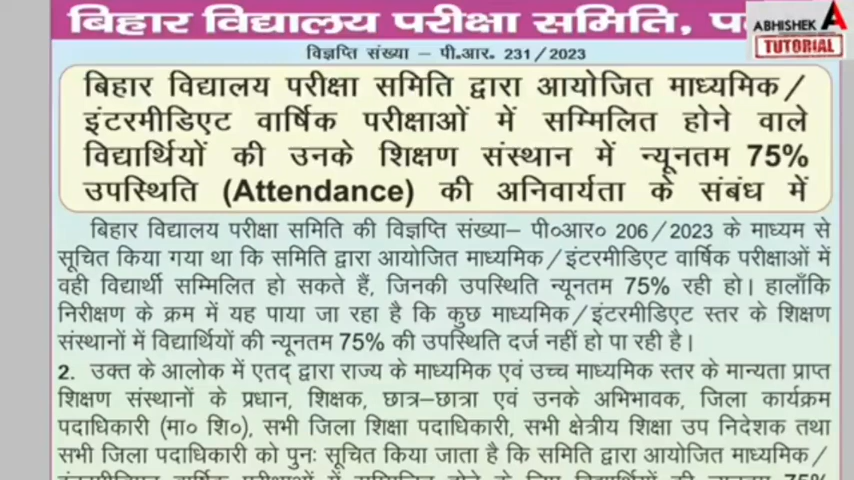 बिहार विद्यालय परीक्षा समिति,
ABHISHEK
TUTORIAL
विज्ञप्ति संख्या – पी.आर. 231/2023
बिहार विद्यालय परीक्षा समिति द्वारा आयोजित माध्यमिक/
इंटरमीडिएट वार्षिक परीक्षाओं में सम्मिलित होने वाले
विद्यार्थियों की उनके शिक्षण संस्थान में न्यूनतम 75%
उपस्थिति (Attendance) की अनिवार्यता के संबंध में
बिहार विद्यालय परीक्षा समिति की विज्ञप्ति संख्या– पी०आर० 206/2023 के माध्यम से
सूचित किया गया था कि समिति द्वारा आयोजित माध्यमिक/इंटरमीडिएट वार्षिक परीक्षाओं में
वही विद्यार्थी सम्मिलित हो सकते हैं, जिनकी उपस्थिति न्यूनतम 75% रही हो। हालाँकि
निरीक्षण के क्रम में यह पाया जा रहा है कि कुछ माध्यमिक/इंटरमीडिएट स्तर के शिक्षण
संस्थानों में विद्यार्थियों की न्यूनतम 75% की उपस्थिति दर्ज नहीं हो पा रही है।
2. उक्त के आलोक में एतद् द्वारा राज्य के माध्यमिक एवं उच्च माध्यमिक स्तर के मान्यता प्राप्त
शिक्षण संस्थानों के प्रधान, शिक्षक, छात्र–छात्रा एवं उनके अभिभावक, जिला कार्यक्रम
पदाधिकारी (मा० शि०), सभी जिला शिक्षा पदाधिकारी, सभी क्षेत्रीय शिक्षा उप निदेशक तथा
सभी जिला पदाधिकारी को पुनः सूचित किया जाता है कि समिति द्वारा आयोजित माध्यमिक/